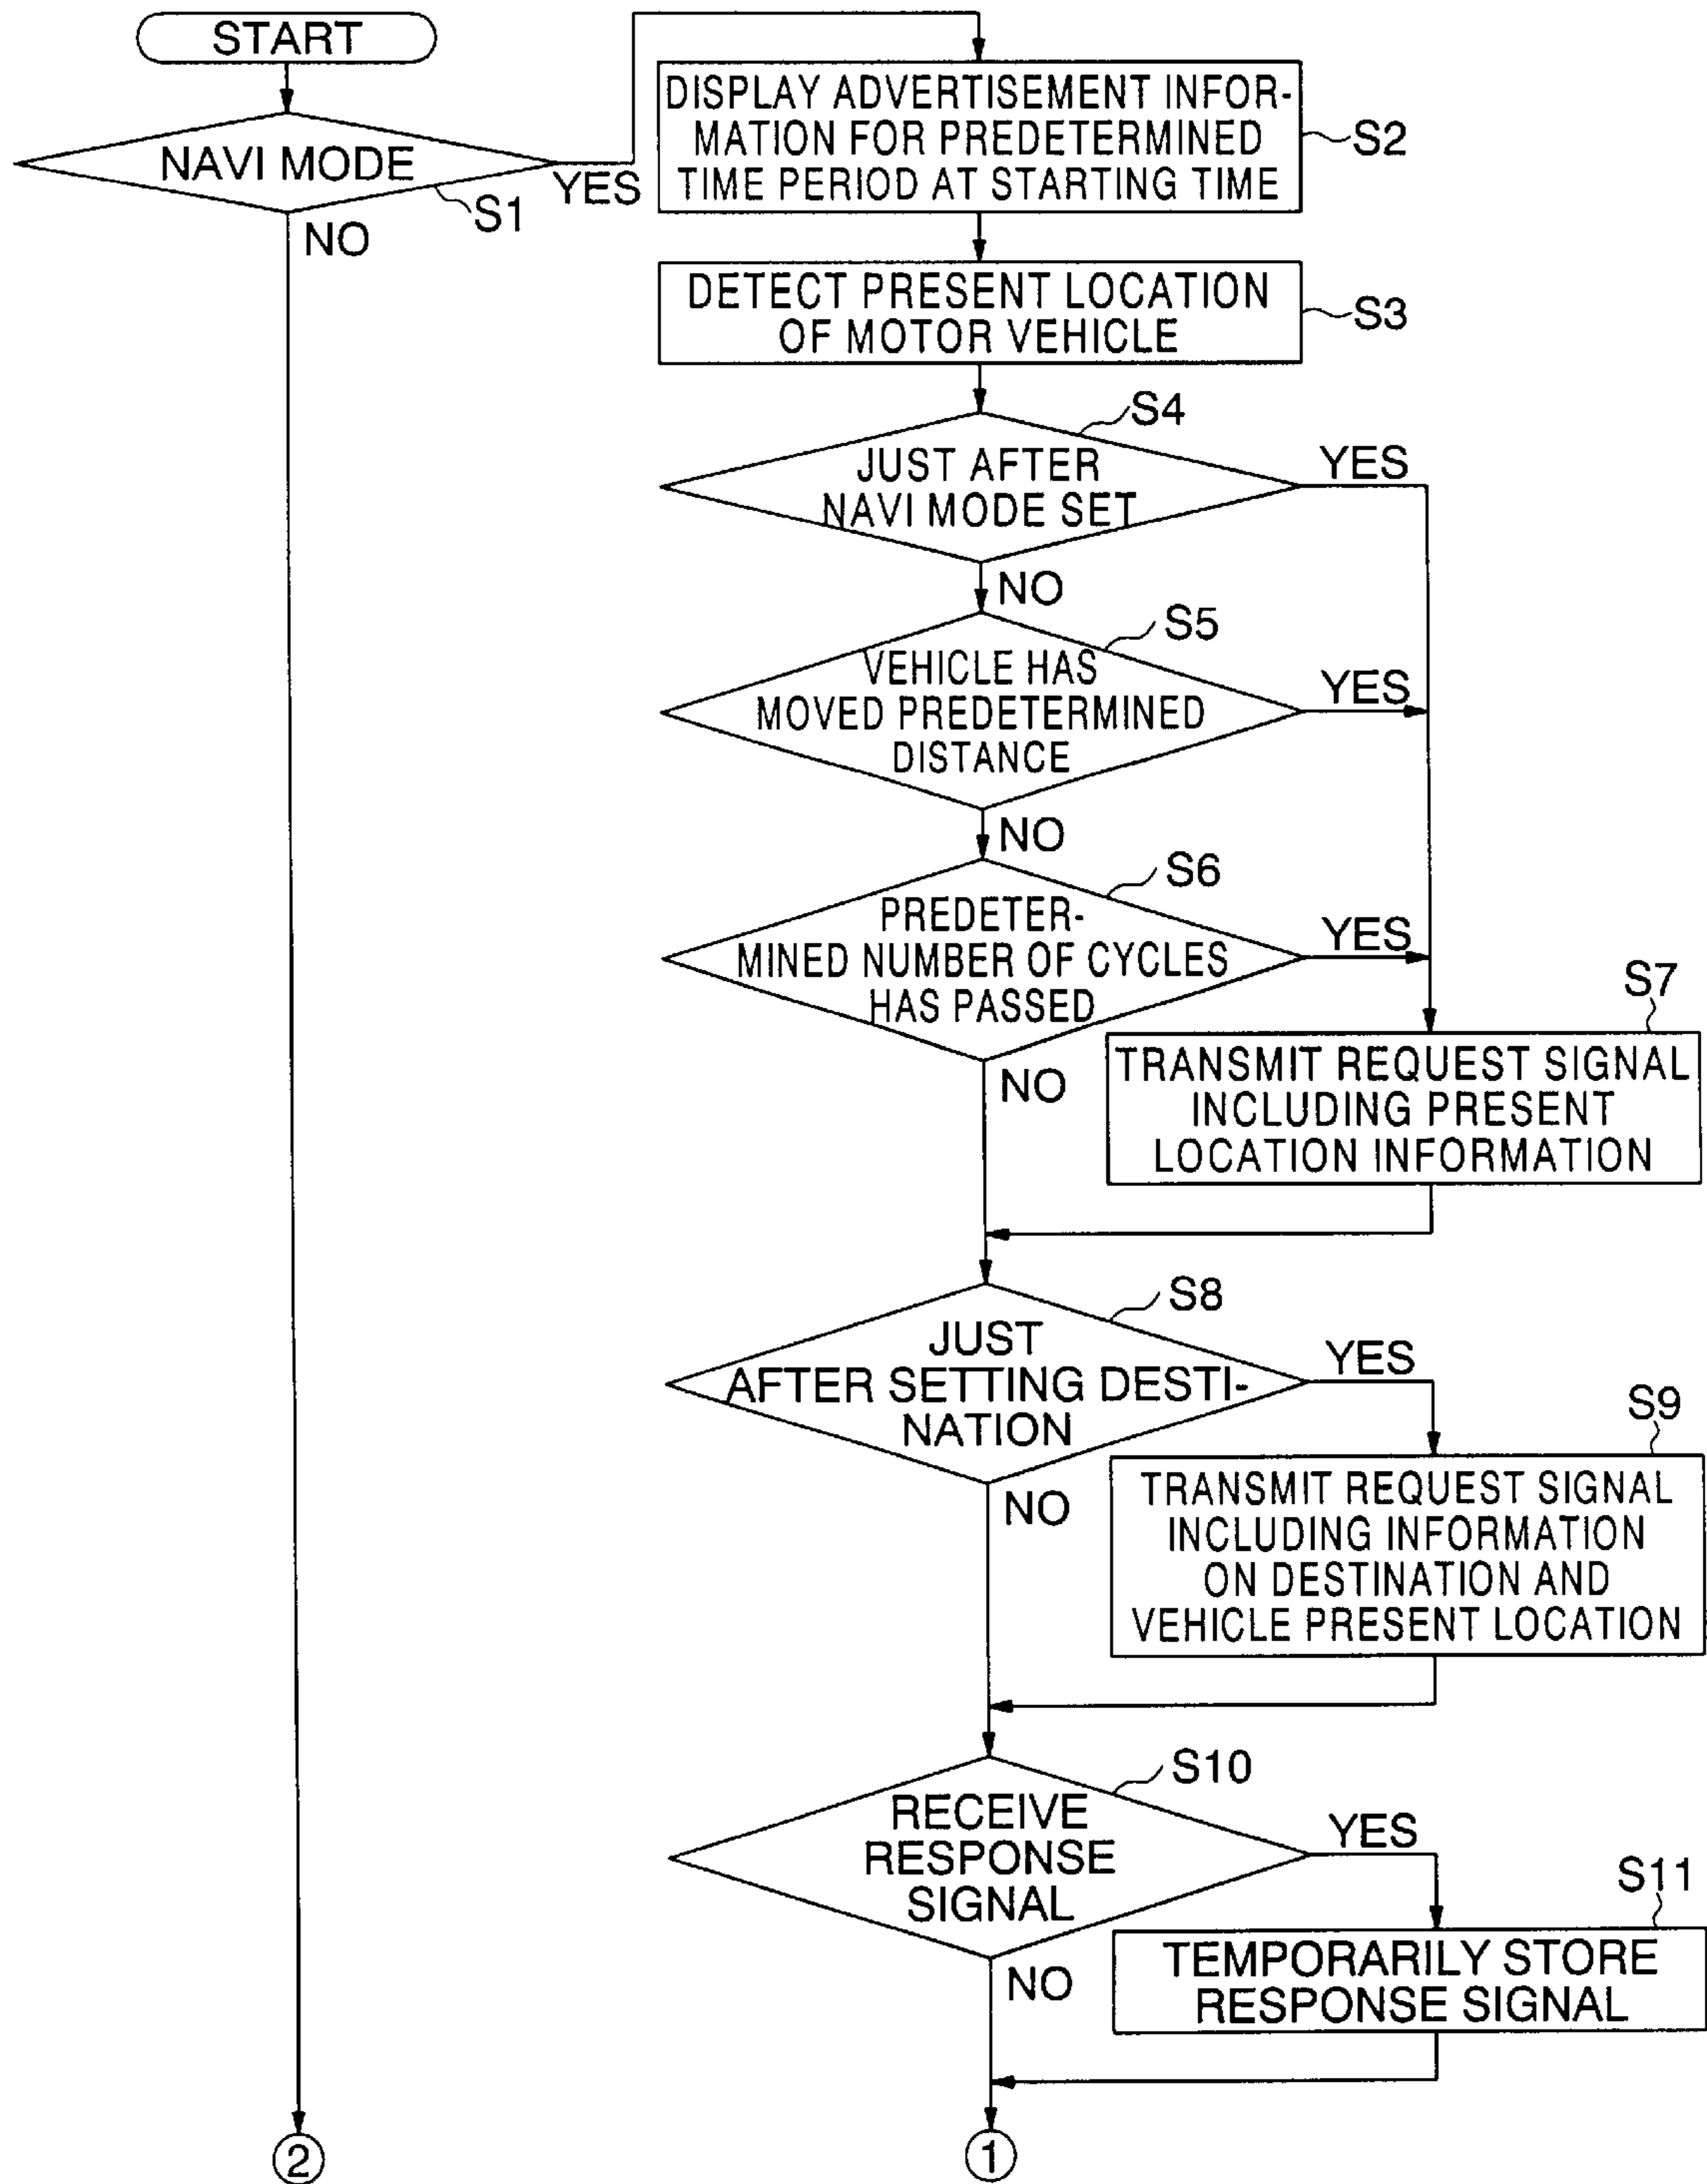 START
NAVI MODE
S1
YES
NO
DISPLAY ADVERTISEMENT INFOR-
MATION FOR PREDETERMINED
TIME PERIOD AT STARTING TIME
S2
DETECT PRESENT LOCATION
OF MOTOR VEHICLE
S3
S4
JUST AFTER
NAVI MODE SET
YES
NO
S5
VEHICLE HAS
MOVED PREDETERMINED
DISTANCE
YES
NO
S6
PREDETER-
MINED NUMBER OF CYCLES
HAS PASSED
YES
NO
S7
TRANSMIT REQUEST SIGNAL
INCLUDING PRESENT
LOCATION INFORMATION
S8
JUST
AFTER SETTING DESTI-
NATION
YES
NO
S9
TRANSMIT REQUEST SIGNAL
INCLUDING INFORMATION
ON DESTINATION AND
VEHICLE PRESENT LOCATION
S10
RECEIVE
RESPONSE
SIGNAL
YES
NO
S11
TEMPORARILY STORE
RESPONSE SIGNAL
2
1